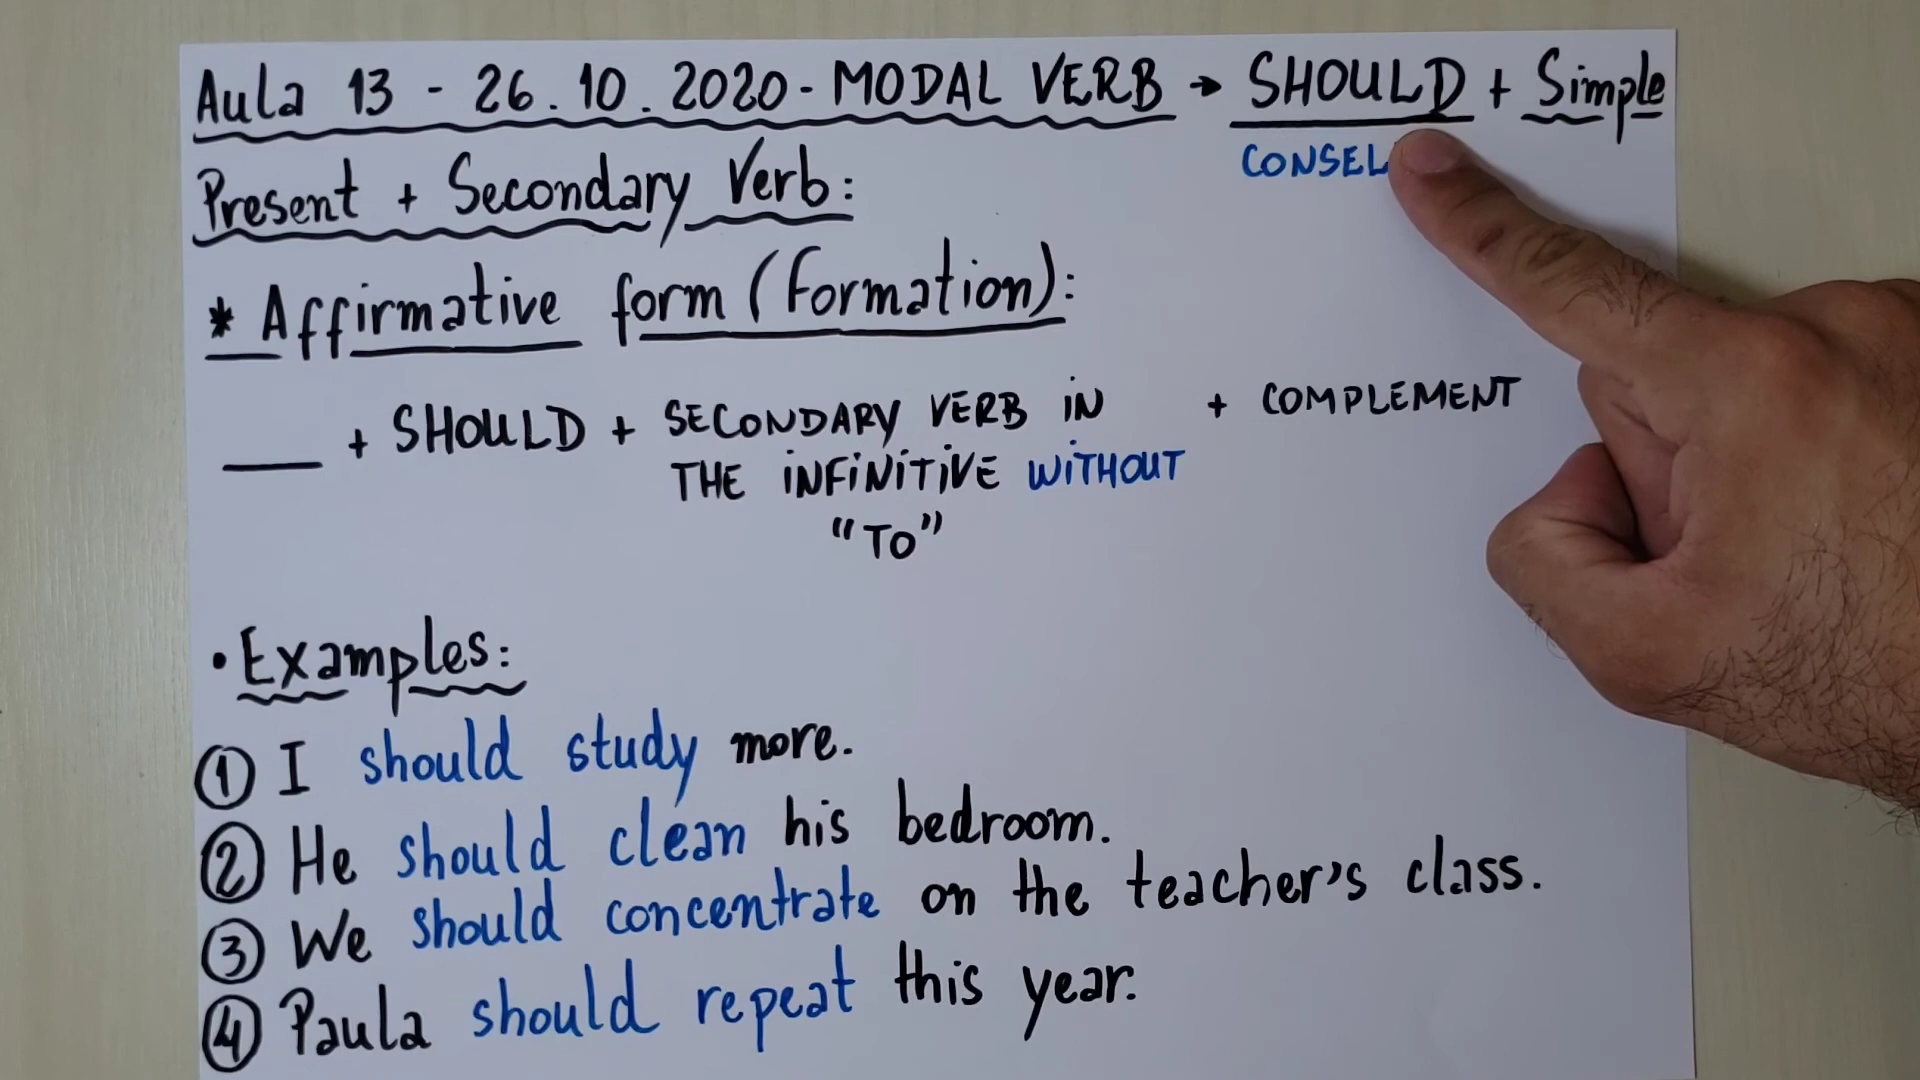 Aula 13 - 26.10.2020 - MODAL VERB → SHOULD + Simple
CONSEL
Present + Secondary Verb:
* Affirmative form (Formation):
___ + SHOULD + SECONDARY VERB IN + COMPLEMENT
THE INFINITIVE WITHOUT
"TO"
• Examples:
① I should study more.
② He should clean his bedroom.
③ We should concentrate on the teacher's class.
④ Paula should repeat this year.